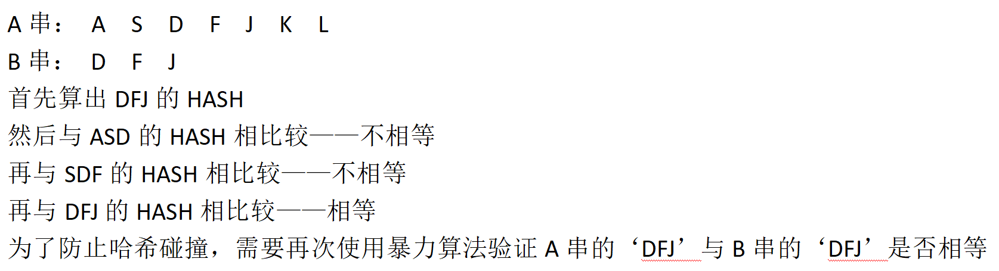 A 串： A S D F J K L
B 串： D F J
首先算出 DFJ 的 HASH
然后与 ASD 的 HASH 相比较——不相等
再与 SDF 的 HASH 相比较——不相等
再与 DFJ 的 HASH 相比较——相等
为了防止哈希碰撞，需要再次使用暴力算法验证 A 串的‘DFJ’与 B 串的‘DFJ’是否相等